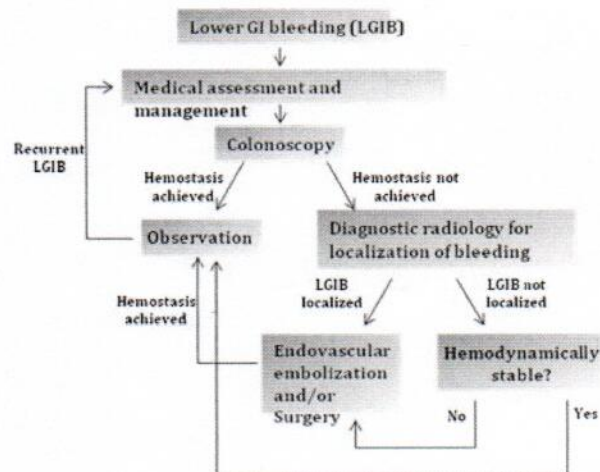 Lower GI bleeding (LGIB)
Medical assessment and
management
Colonoscopy
Recurrent
LGIB
Hemostasis
achieved
Hemostasis not
achieved
Observation
Diagnostic radiology for
localization of bleeding
Hemostasis
achieved
LGIB
localized
LGIB not
localized
Endovascular
embolization
and/or
Surgery
Hemodynamically
stable?
No
Yes